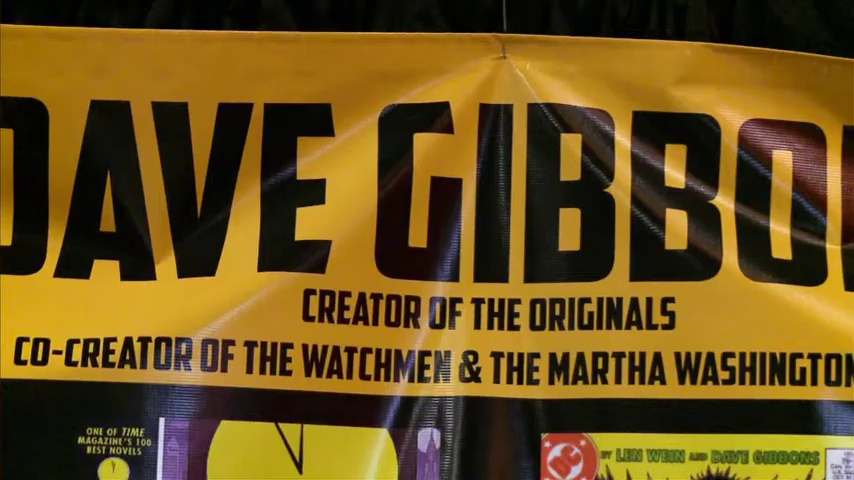 DAVE GIBBO
CREATOR OF THE ORIGINALS
CO-CREATOR OF THE WATCHMEN & THE MARTHA WASHINGTON
ONE OF TIME
MAGAZINE'S 100
BEST NOVELS
DC
BY LEN WEIN AND DAVE GIBBONS